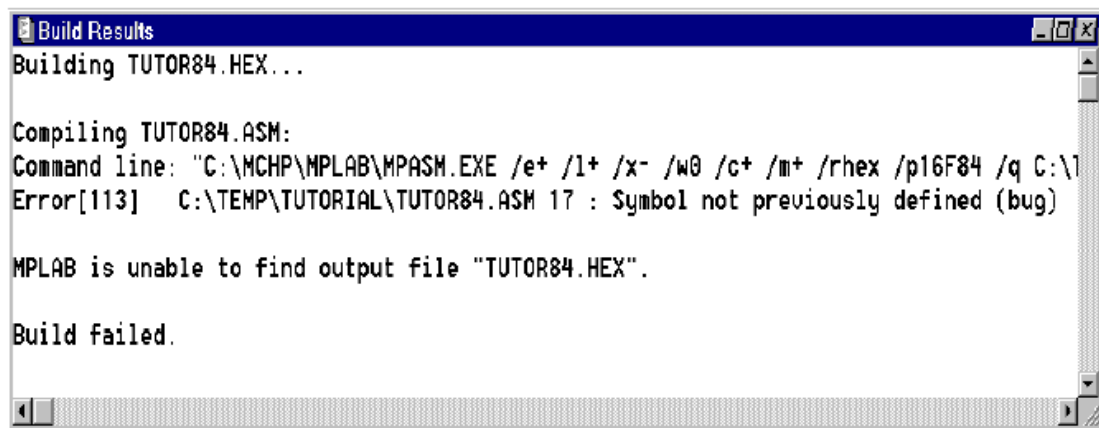 Build Results
Building TUTOR84.HEX...
Compiling TUTOR84.ASM:
Command line: "C:\MCHP\MPLAB\MPASM.EXE /e+ /l+ /x- /w0 /c+ /m+ /rhex /p16F84 /q C:\
Error[113]   C:\TEMP\TUTORIAL\TUTOR84.ASM 17 : Symbol not previously defined (bug)
MPLAB is unable to find output file "TUTOR84.HEX".
Build failed.